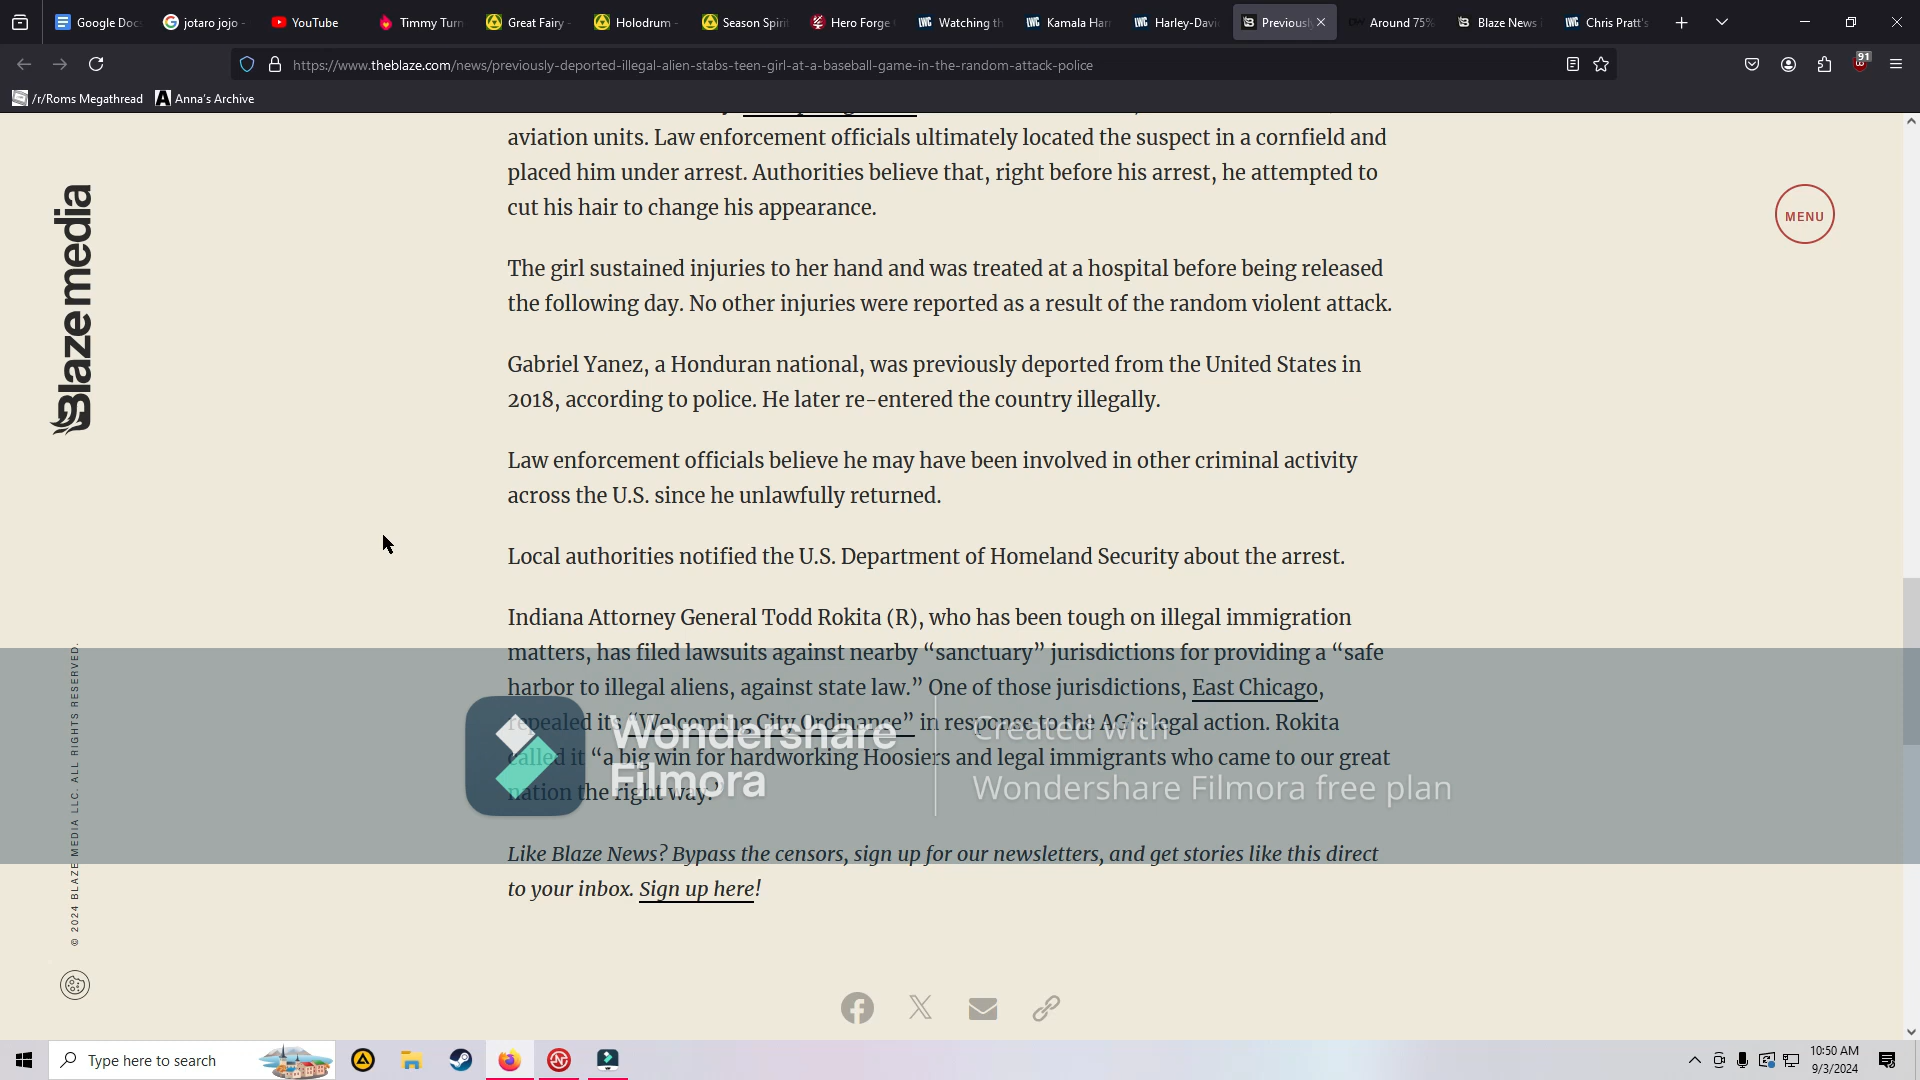 Google Doc
jotaro jojo -
YouTube
Timmy Turn
Great Fairy -
Holodrum -
Season Spiri
Hero Forge
Watching th
Kamala Har
Harley-Davi
Previously
Around 75%
Blaze News
Chris Pratt's
https://www.theblaze.com/news/previously-deported-illegal-alien-stabs-teen-girl-at-a-baseball-game-in-the-random-attack-police
91
/r/Roms Megathread
Anna's Archive
aviation units. Law enforcement officials ultimately located the suspect in a cornfield and
placed him under arrest. Authorities believe that, right before his arrest, he attempted to
cut his hair to change his appearance.
Blaze media
MENU
The girl sustained injuries to her hand and was treated at a hospital before being released
the following day. No other injuries were reported as a result of the random violent attack.
Gabriel Yanez, a Honduran national, was previously deported from the United States in
2018, according to police. He later re-entered the country illegally.
Law enforcement officials believe he may have been involved in other criminal activity
across the U.S. since he unlawfully returned.
Local authorities notified the U.S. Department of Homeland Security about the arrest.
Indiana Attorney General Todd Rokita (R), who has been tough on illegal immigration
matters, has filed lawsuits against nearby “sanctuary” jurisdictions for providing a “safe
harbor to illegal aliens, against state law.” One of those jurisdictions, East Chicago,
repealed its “Welcoming City Ordinance” in response to the AG’s legal action. Rokita
called it “a big win for hardworking Hoosiers and legal immigrants who came to our great
nation the right way.”
Wondershare
Filmora
Created with
Wondershare Filmora free plan
Like Blaze News? Bypass the censors, sign up for our newsletters, and get stories like this direct
to your inbox. Sign up here!
© 2024 BLAZE MEDIA LLC. ALL RIGHTS RESERVED.
Type here to search
10:50 AM
9/3/2024